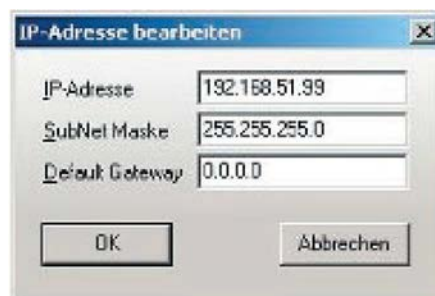 IP-Adresse bearbeiten
IP-Adresse 192.168.51.99
SubNet Maske 255.255.255.0
Default Gateway 0.0.0.0
OK Abbrechen